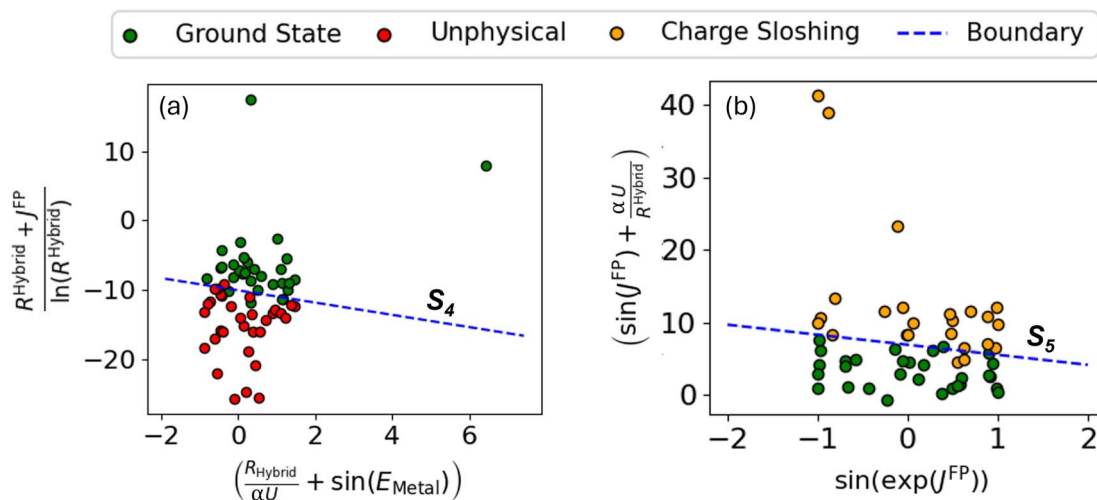 Ground State Unphysical Charge Sloshing Boundary
(a)
10
0
−10
−20
−2 0 2 4 6
S₄
(R^Hybrid + J^FP) / ln(R^Hybrid)
(R_Hybrid / αU + sin(E_Metal))
(b)
40
30
20
10
0
−2 −1 0 1 2
S₅
(sin(J^FP) + αU / R^Hybrid)
sin(exp(J^FP))